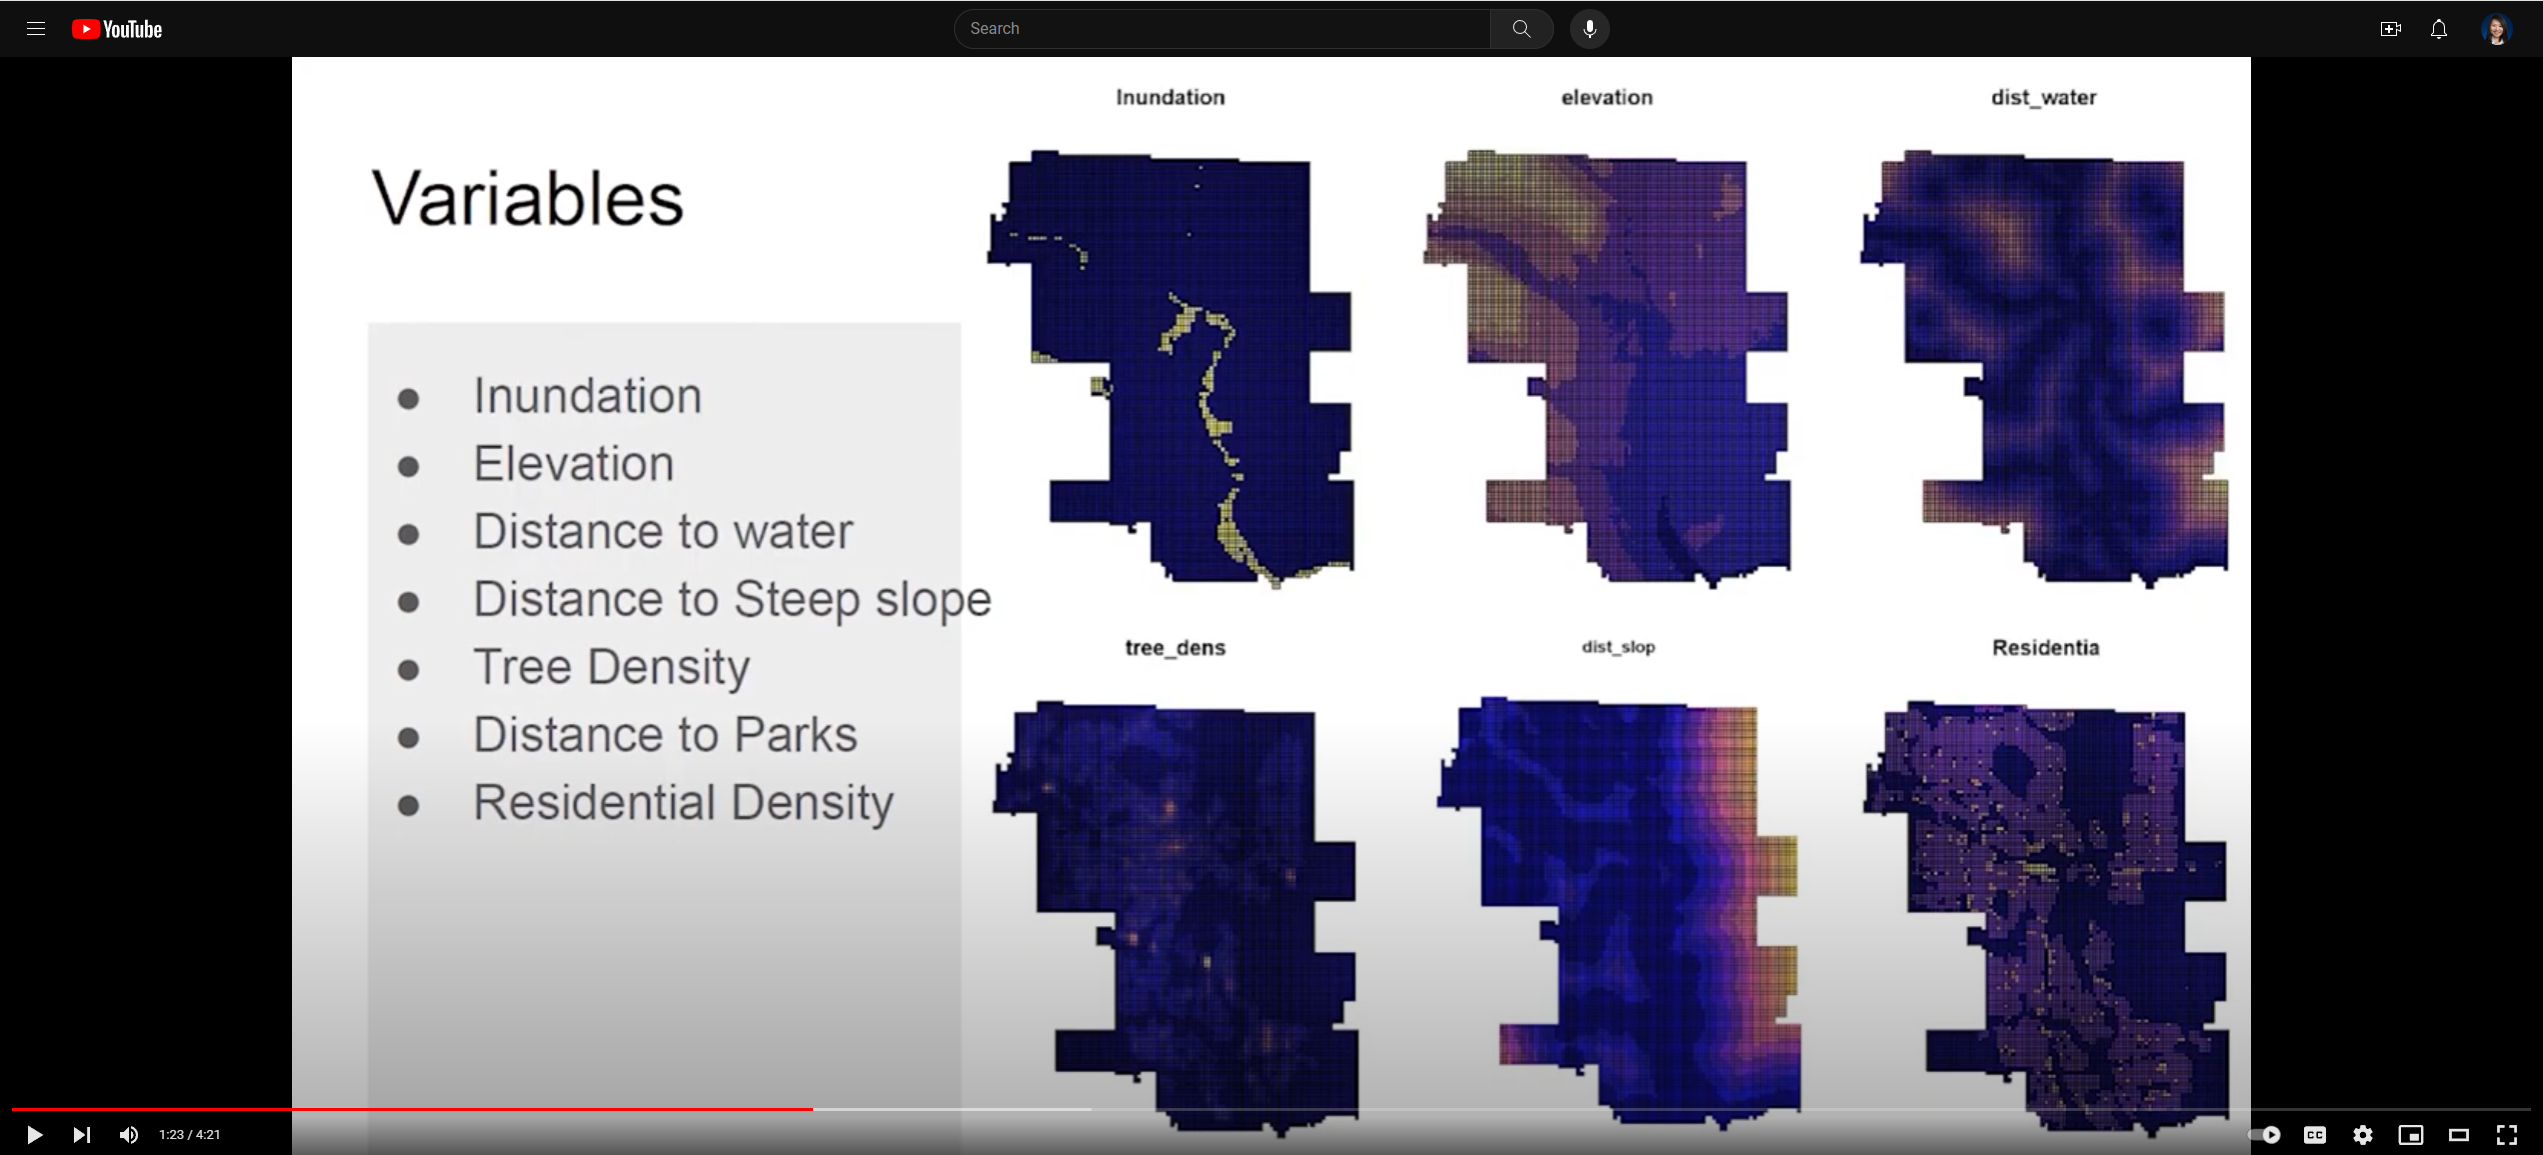 YouTube
Search
Variables
Inundation
Elevation
Distance to water
Distance to Steep slope
Tree Density
Distance to Parks
Residential Density
Inundation
elevation
dist_water
tree_dens
dist_slop
Residentia
1:23 / 4:21
CC